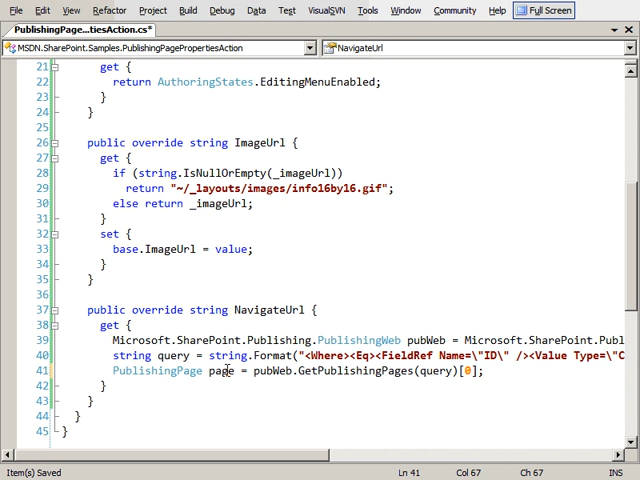 File Edit View Refactor Project Build Debug Data Test VisualSVN Tools Window Community Help Full Screen
PublishingPage...tiesAction.cs*
MSDN.SharePoint.Samples.PublishingPagePropertiesAction NavigateUrl
21 get {
22 return AuthoringStates.EditingMenuEnabled;
23 }
24 }
25
26 public override string ImageUrl {
27 get {
28 if (string.IsNullOrEmpty(_imageUrl))
29 return "~/_layouts/images/info16by16.gif";
30 else return _imageUrl;
31 }
32 set {
33 base.ImageUrl = value;
34 }
35 }
36
37 public override string NavigateUrl {
38 get {
39 Microsoft.SharePoint.Publishing.PublishingWeb pubWeb = Microsoft.SharePoint.Publ
40 string query = string.Format("<Where><Eq><FieldRef Name=\"ID\" /><Value Type=\"C
41 PublishingPage page = pubWeb.GetPublishingPages(query)[0];
42 }
43 }
44 }
45 }
Item(s) Saved Ln 41 Col 67 Ch 67 INS